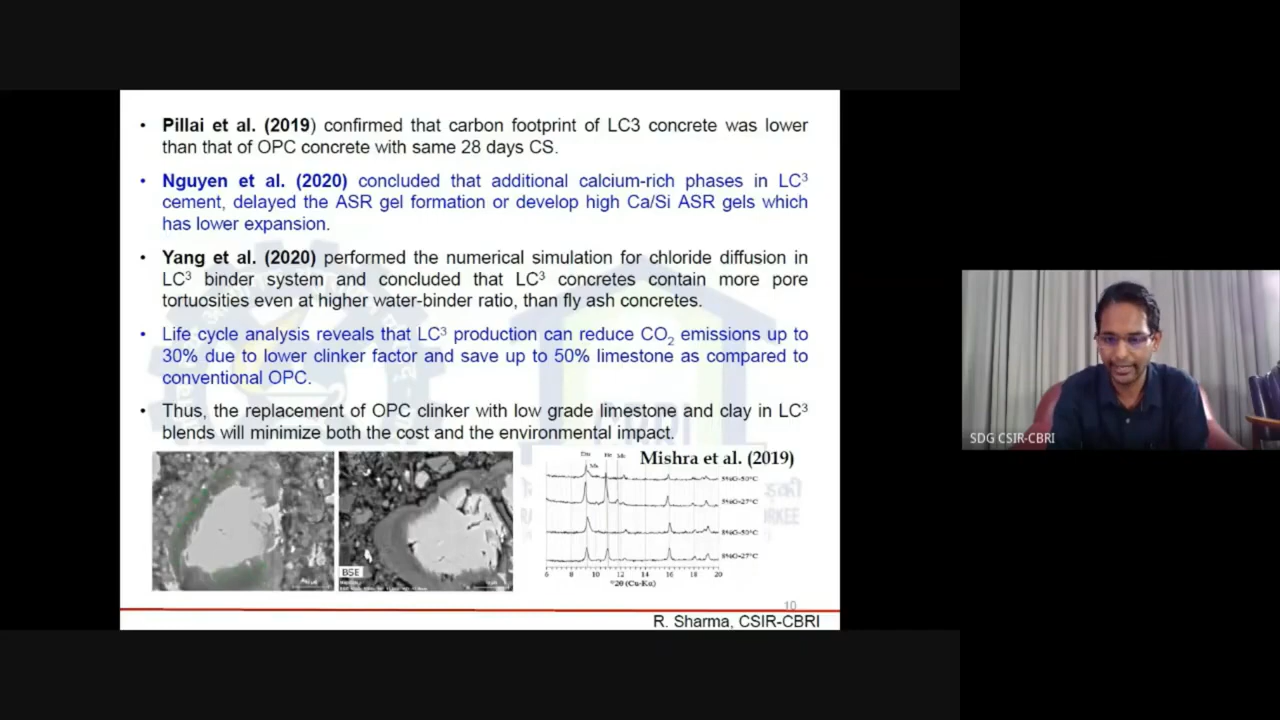 • Pillai et al. (2019) confirmed that carbon footprint of LC3 concrete was lower
than that of OPC concrete with same 28 days CS.
• Nguyen et al. (2020) concluded that additional calcium-rich phases in LC³
cement, delayed the ASR gel formation or develop high Ca/Si ASR gels which
has lower expansion.
• Yang et al. (2020) performed the numerical simulation for chloride diffusion in
LC³ binder system and concluded that LC³ concretes contain more pore
tortuosities even at higher water-binder ratio, than fly ash concretes.
• Life cycle analysis reveals that LC³ production can reduce CO₂ emissions up to
30% due to lower clinker factor and save up to 50% limestone as compared to
conventional OPC.
• Thus, the replacement of OPC clinker with low grade limestone and clay in LC³
blends will minimize both the cost and the environmental impact.
Mishra et al. (2019)
BSE
6 8 10 12 14 16 20
°2θ (Cu-Kα)
10
R. Sharma, CSIR-CBRI
SDG CSIR-CBRI